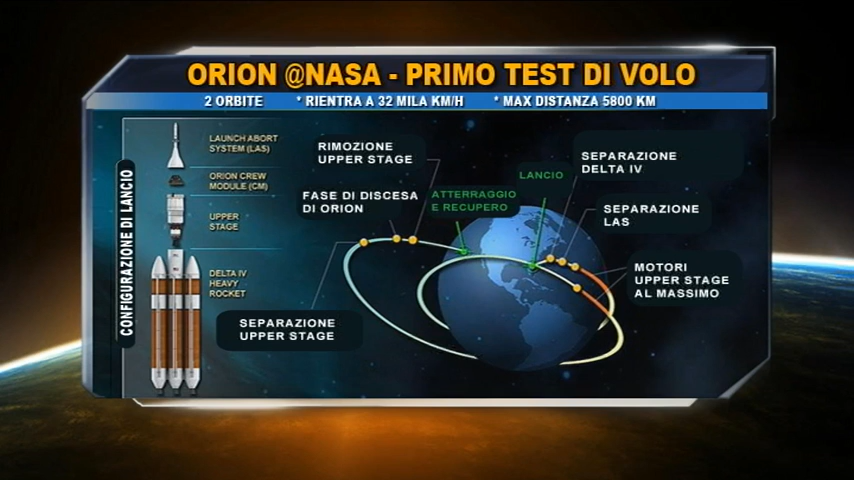 ORION @NASA - PRIMO TEST DI VOLO
2 ORBITE * RIENTRA A 32 MILA KM/H * MAX DISTANZA 5800 KM
CONFIGURAZIONE DI LANCIO
LAUNCH ABORT
SYSTEM (LAS)
ORION CREW
MODULE (CM)
UPPER
STAGE
DELTA IV
HEAVY
ROCKET
RIMOZIONE
UPPER STAGE
FASE DI DISCESA
DI ORION
ATTERRAGGIO
E RECUPERO
LANCIO
SEPARAZIONE
DELTA IV
SEPARAZIONE
LAS
MOTORI
UPPER STAGE
AL MASSIMO
SEPARAZIONE
UPPER STAGE